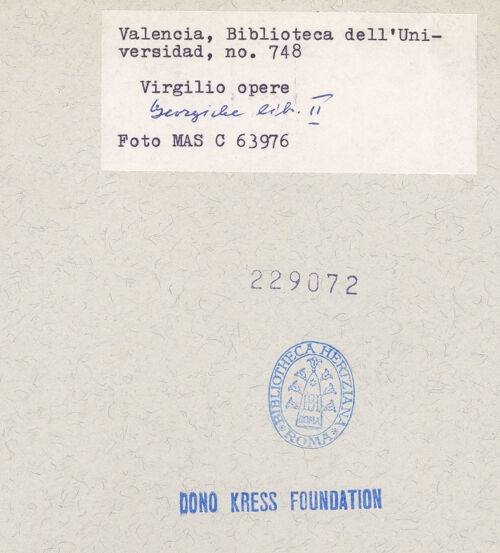 Valencia, Biblioteca dell'Uni-
versidad, no. 748
Virgilio opere
Georgiche lib. II
Foto MAS C 63976
229072
BIBLIOTHECA HERTZIANA
ROMA
DONO KRESS FOUNDATION